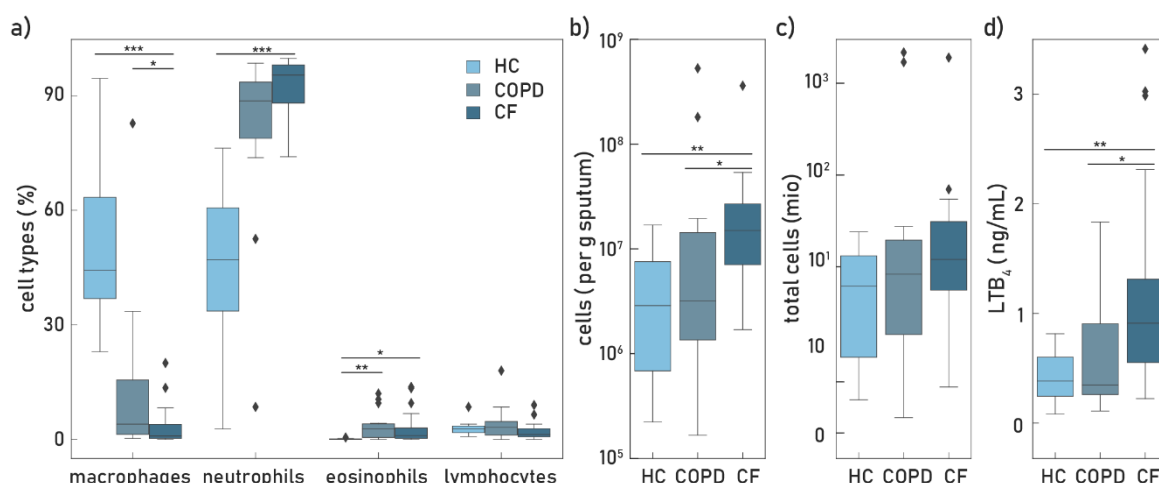 a)
cell types (%)
90
60
30
0
***
*
***
**
*
HC
COPD
CF
macrophages
neutrophils
eosinophils
lymphocytes
b)
cells ( per g sputum)
10⁹
10⁸
10⁷
10⁶
10⁵
**
*
HC COPD CF
c)
total cells (mio)
10³
10²
10¹
10
0
HC COPD CF
d)
LTB₄ ( ng/mL)
3
2
1
0
**
*
HC COPD CF